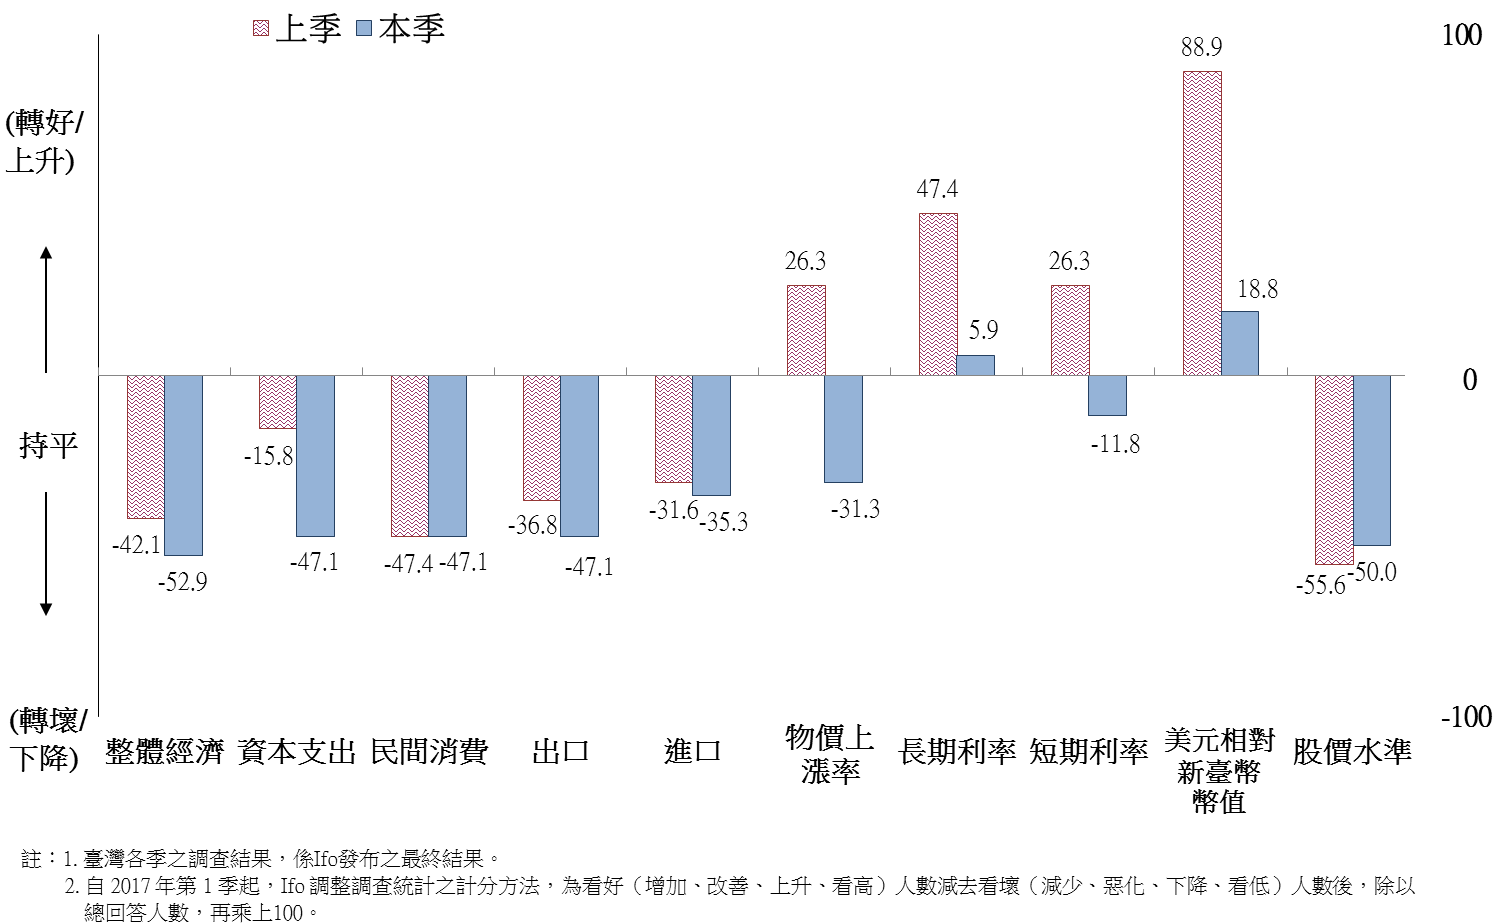 上季 本季
100
88.9
(轉好/
上升)
47.4
26.3
26.3
18.8
5.9
0
持平
-15.8
-11.8
-42.1
-52.9
-47.1
-47.4
-47.1
-36.8
-47.1
-31.6
-35.3
-31.3
-55.6
-50.0
(轉壞/
下降)
-100
整體經濟
資本支出
民間消費
出口
進口
物價上
漲率
長期利率
短期利率
美元相對
新臺幣
幣值
股價水準
註：1. 臺灣各季之調查結果，係Ifo發布之最終結果。
2. 自 2017 年第 1 季起，Ifo 調整調查統計之計分方法，為看好（增加、改善、上升、看高）人數減去看壞（減少、惡化、下降、看低）人數後，除以
總回答人數，再乘上100。